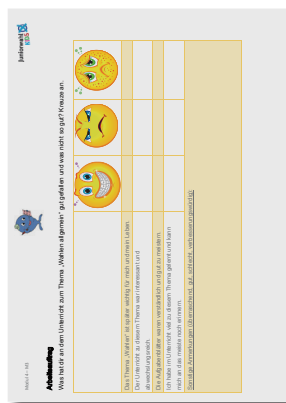 Juniorwahl
KIDS
Arbeitsauftrag
Was hat dir an dem Unterricht zum Thema „Wahlen allgemein“ gut gefallen und was nicht so gut? Kreuze an.
Das Thema „Wahlen“ ist später wichtig für mich und mein Leben.
Der Unterricht zu diesem Thema war interessant und
abwechslungsreich.
Die Aufgabenblätter waren verständlich und gut zu meistern.
Ich habe im Unterricht viel zu diesem Thema gelernt und kann
mich an das meiste noch erinnern.
Sonstige Anmerkungen (überraschend, gut, schlecht, verbesserungswürdig):